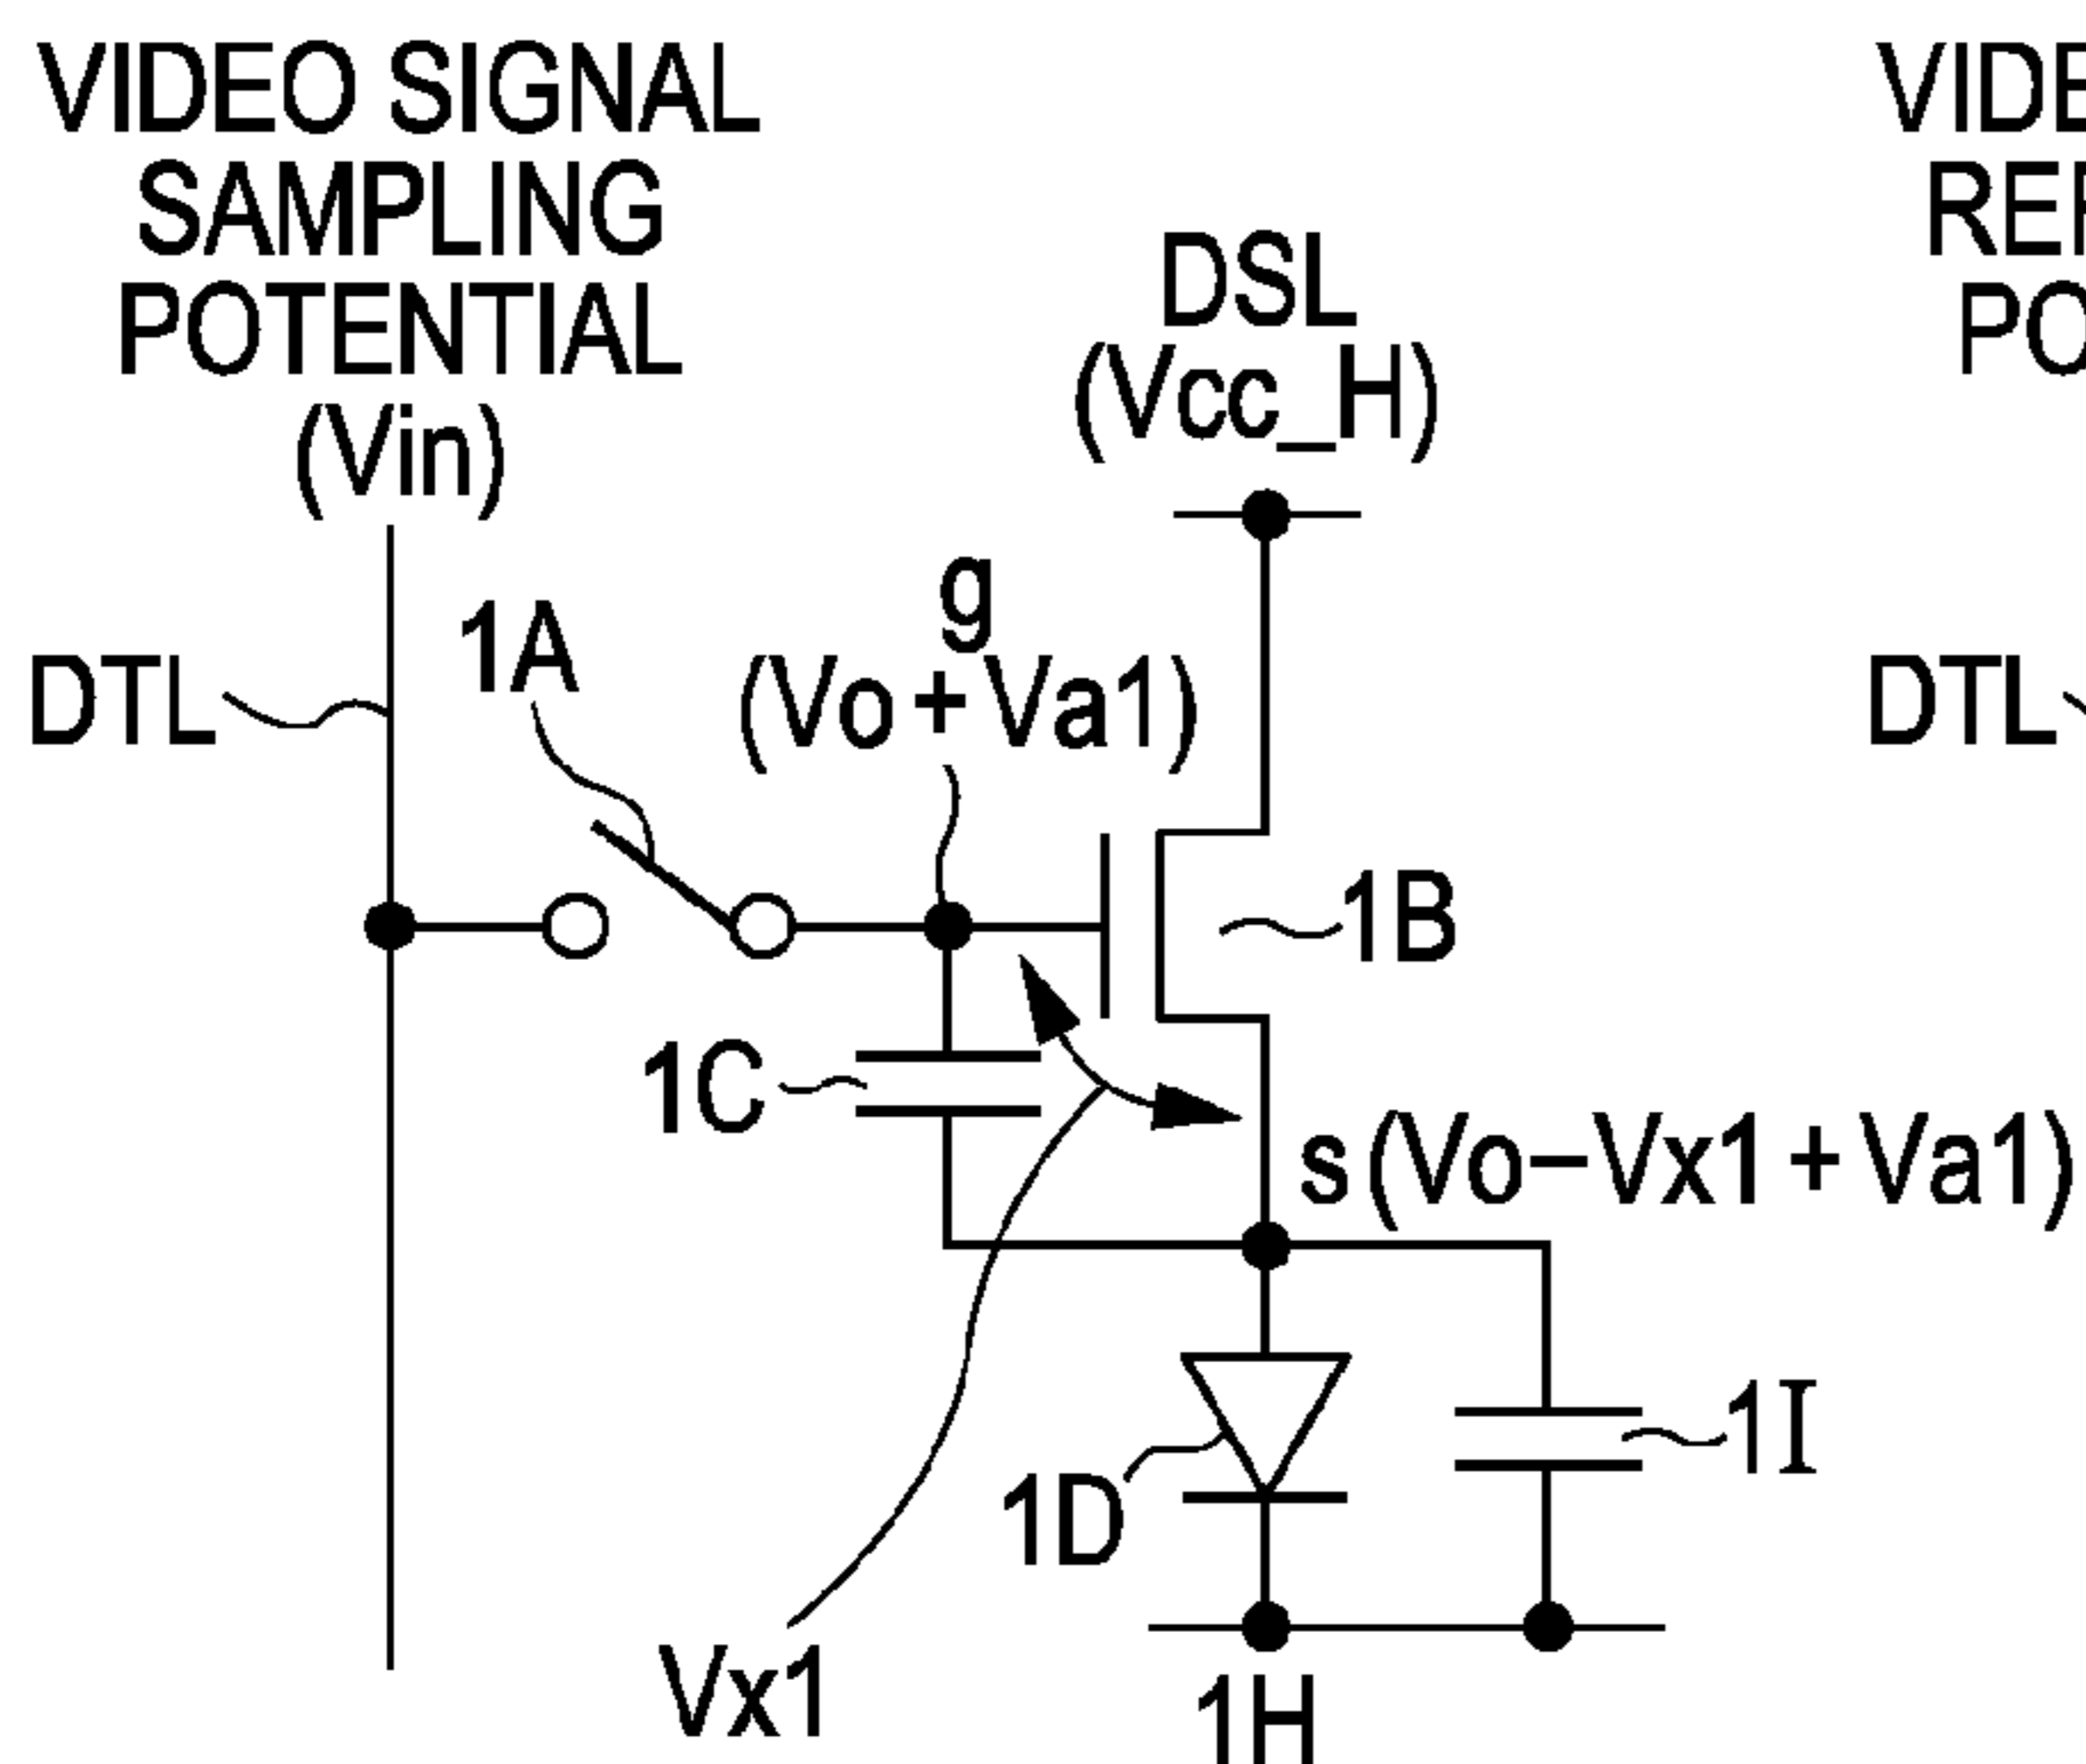 VIDEO SIGNAL
SAMPLING
POTENTIAL
(Vin)
DSL
(Vcc_H)
g
(Vo+Va1)
1A
DTL
1B
1C
s(Vo−Vx1+Va1)
1D
1I
Vx1
1H
DTL